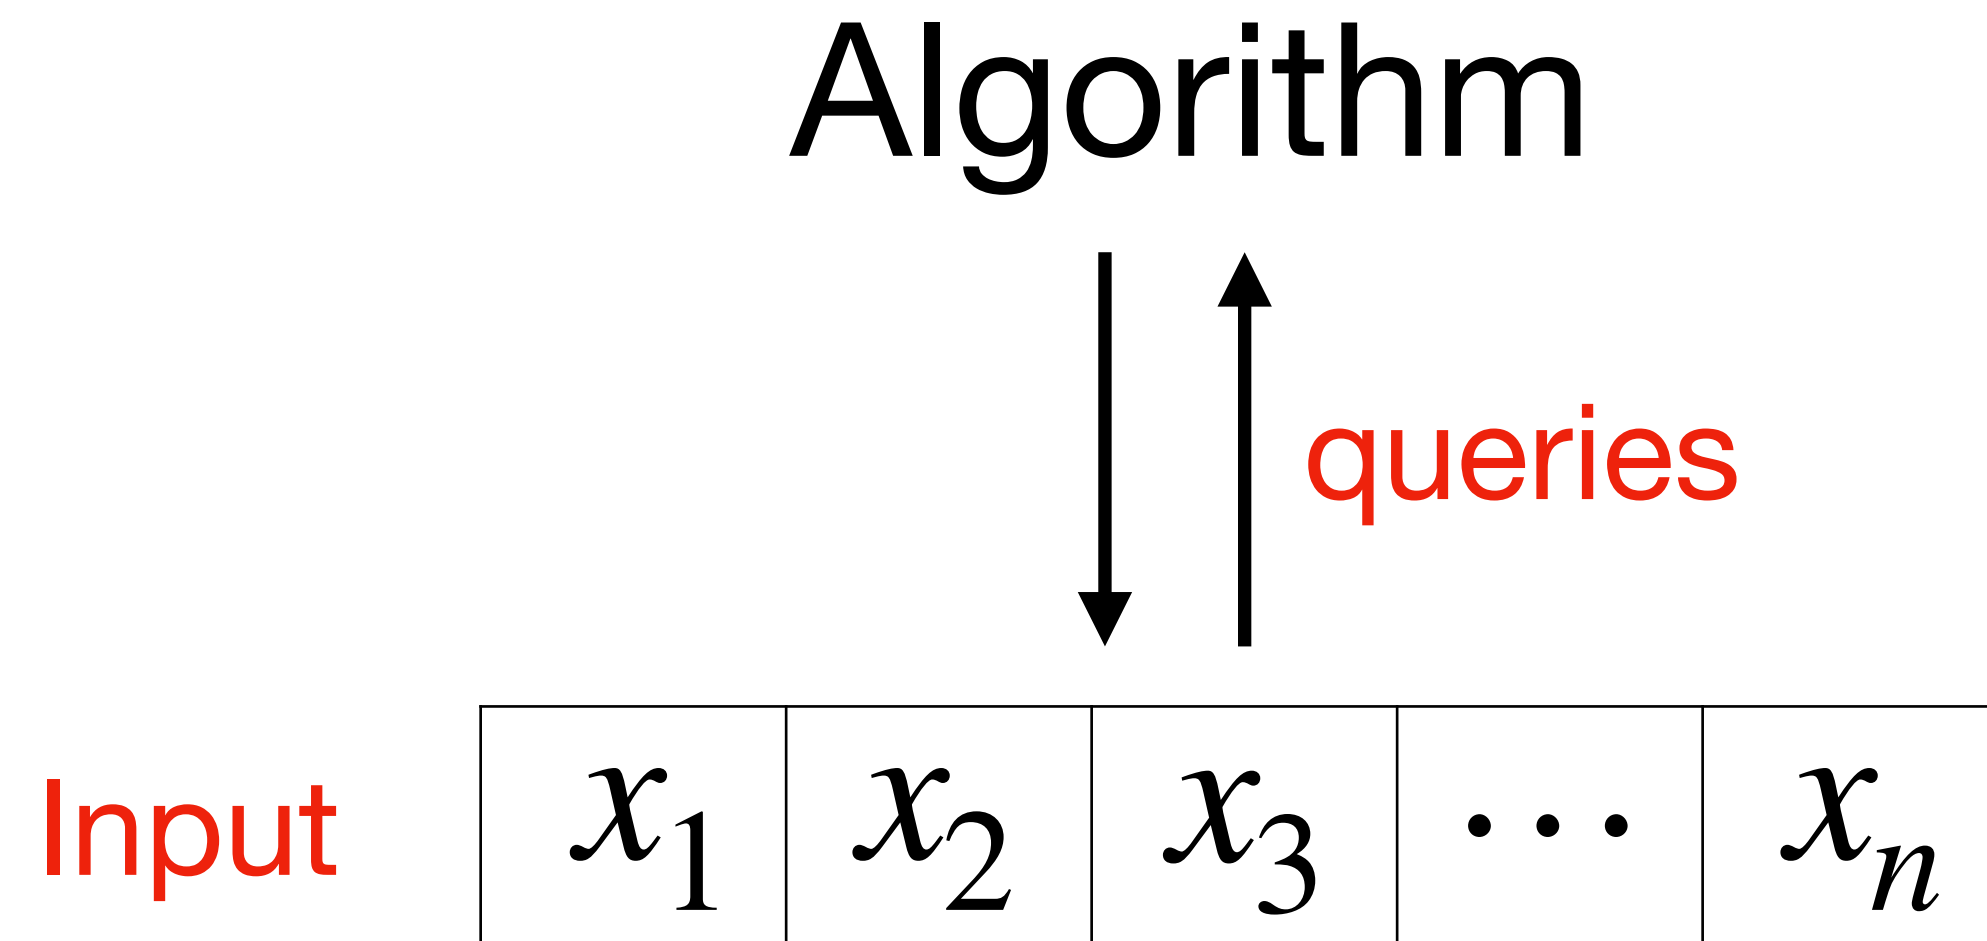 Algorithm
queries
Input x₁ x₂ x₃ ⋯ xₙ